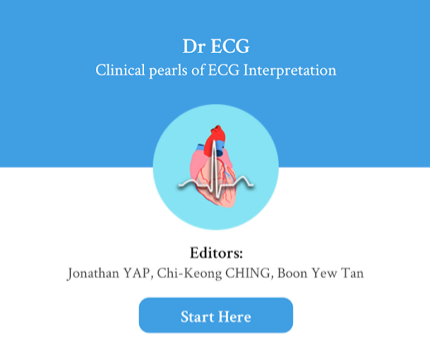 Dr ECG
Clinical pearls of ECG Interpretation
Editors:
Jonathan YAP, Chi-Keong CHING, Boon Yew Tan
Start Here